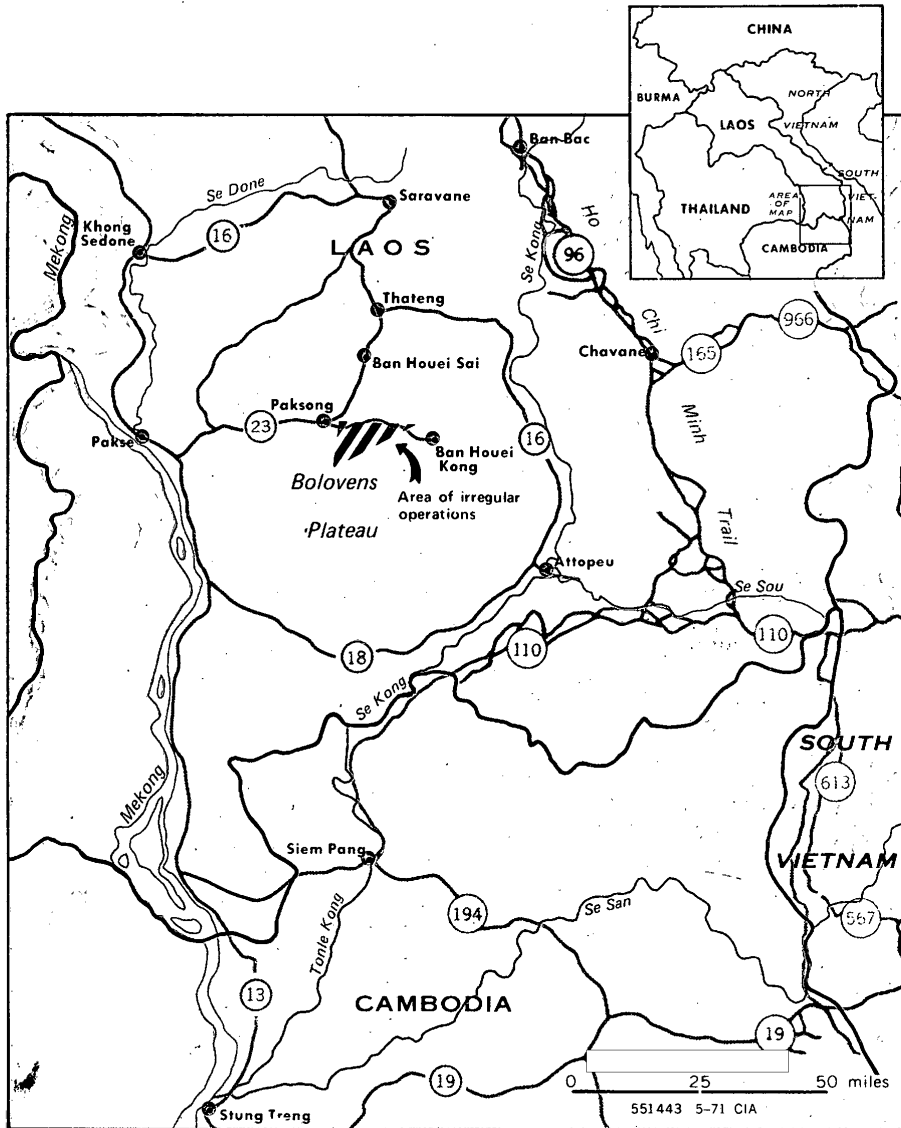 CHINA
BURMA
NORTH
VIETNAM
LAOS
SOUTH
VIET-
NAM
AREA
OF
MAP
THAILAND
CAMBODIA
Ban Bac
Se Done
Saravane
Ho
Mekong
Khong
Sedone
16
LAOS
Se Kong
96
Thateng
Chi
966
Chavane
165
Ban Houei Sai
Paksong
Minh
23
Pakse
16
Ban Houei
Kong
Bolovens
Plateau
Area of irregular
operations
Trail
Attopeu
Se Sou
110
110
18
Se Kong
SOUTH
VIETNAM
613
Mekong
Siem Pang
194
Se San
567
Tonle Kong
13
CAMBODIA
19
19
0 25 50 miles
Stung Treng
551443 5-71 CIA